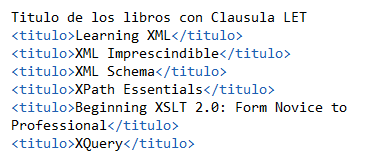 Titulo de los libros con Clausula LET
<titulo>Learning XML</titulo>
<titulo>XML Imprescindible</titulo>
<titulo>XML Schema</titulo>
<titulo>XPath Essentials</titulo>
<titulo>Beginning XSLT 2.0: Form Novice to
Professional</titulo>
<titulo>XQuery</titulo>